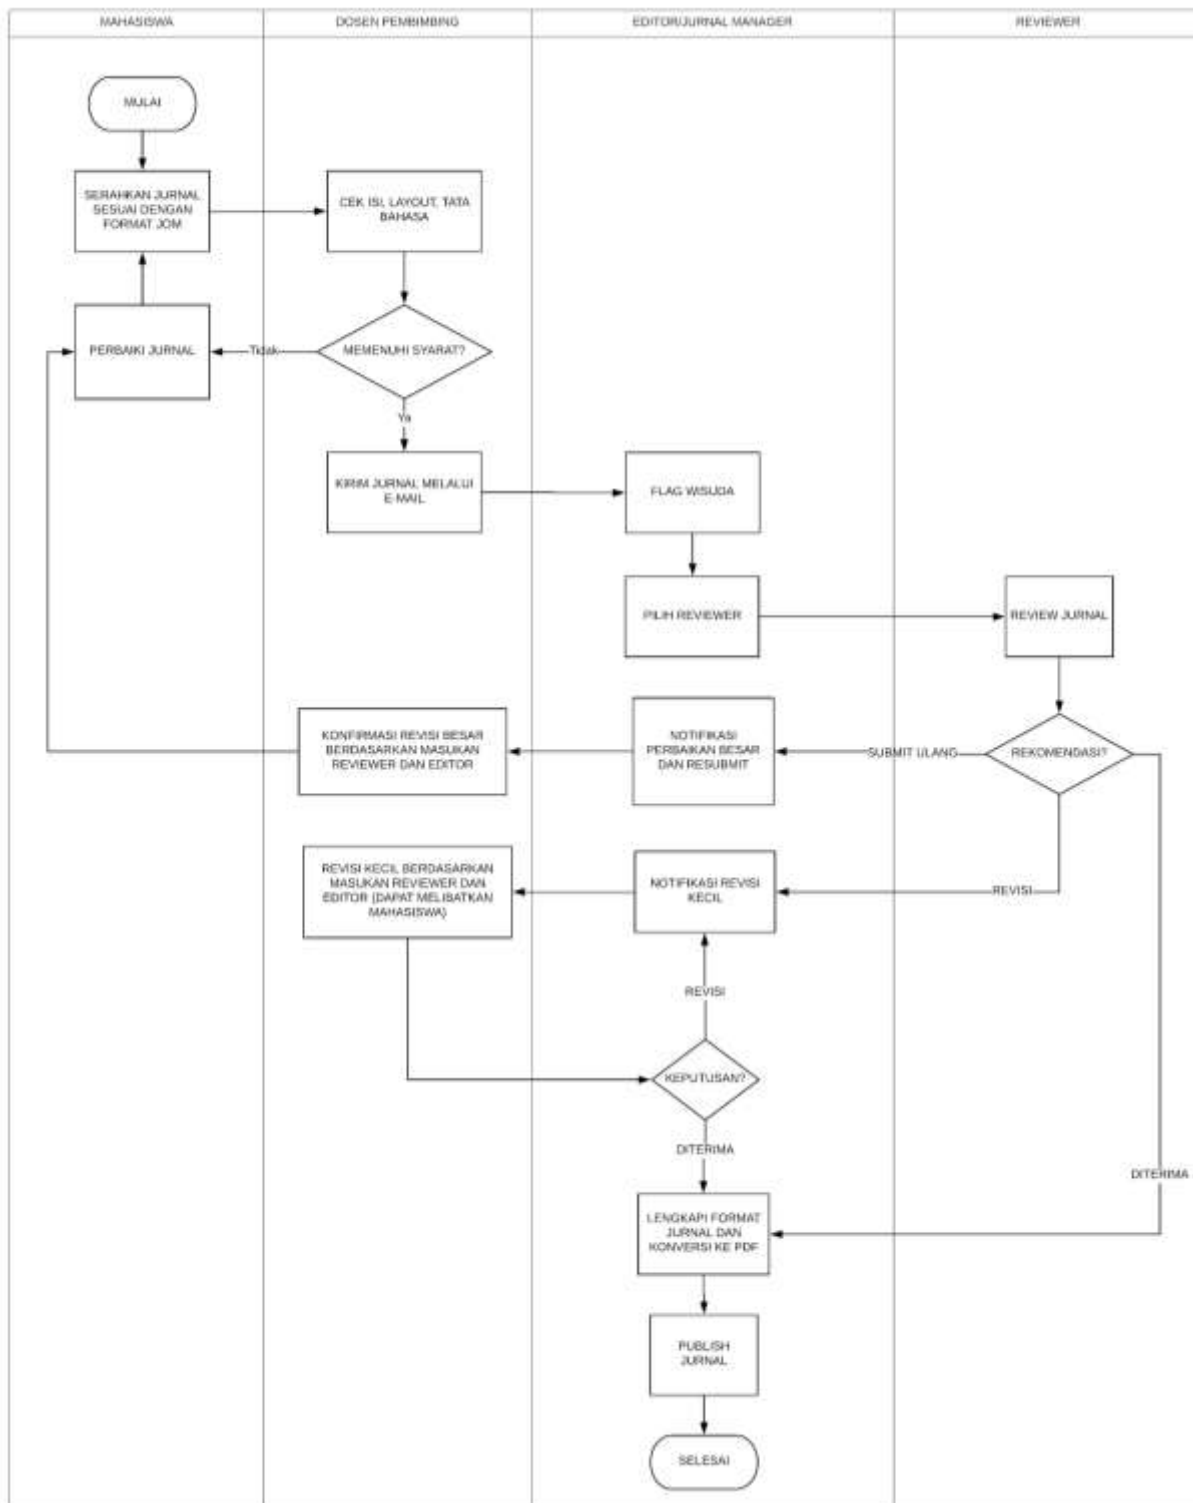 MAHASISWA
DOSEN PEMBIMBING
EDITOR/JURNAL MANAGER
REVIEWER
MULAI
SERAHKAN JURNAL
SESUAI DENGAN
FORMAT JOM
CEK ISI, LAYOUT, TATA
BAHASA
PERBAIKI JURNAL
Tidak
MEMENUHI SYARAT?
Ya
KIRIM JURNAL MELALUI
E-MAIL
FLAG WISUDA
PILIH REVIEWER
REVIEW JURNAL
KONFIRMASI REVISI BESAR
BERDASARKAN MASUKAN
REVIEWER DAN EDITOR
NOTIFIKASI
PERBAIKAN BESAR
DAN RESUBMIT
SUBMIT ULANG
REKOMENDASI?
REVISI KECIL BERDASARKAN
MASUKAN REVIEWER DAN
EDITOR (DAPAT MELIBATKAN
MAHASISWA)
NOTIFIKASI REVISI
KECIL
REVISI
REVISI
KEPUTUSAN?
DITERIMA
DITERIMA
LENGKAPI FORMAT
JURNAL DAN
KONVERSI KE PDF
PUBLISH
JURNAL
SELESAI